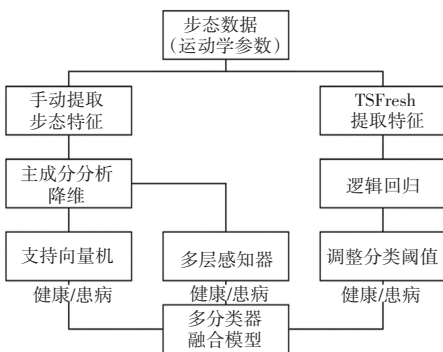 步态数据
（运动学参数）
手动提取
步态特征
TSFresh
提取特征
主成分分析
降维
逻辑回归
支持向量机
多层感知器
调整分类阈值
健康/患病
健康/患病
健康/患病
多分类器
融合模型